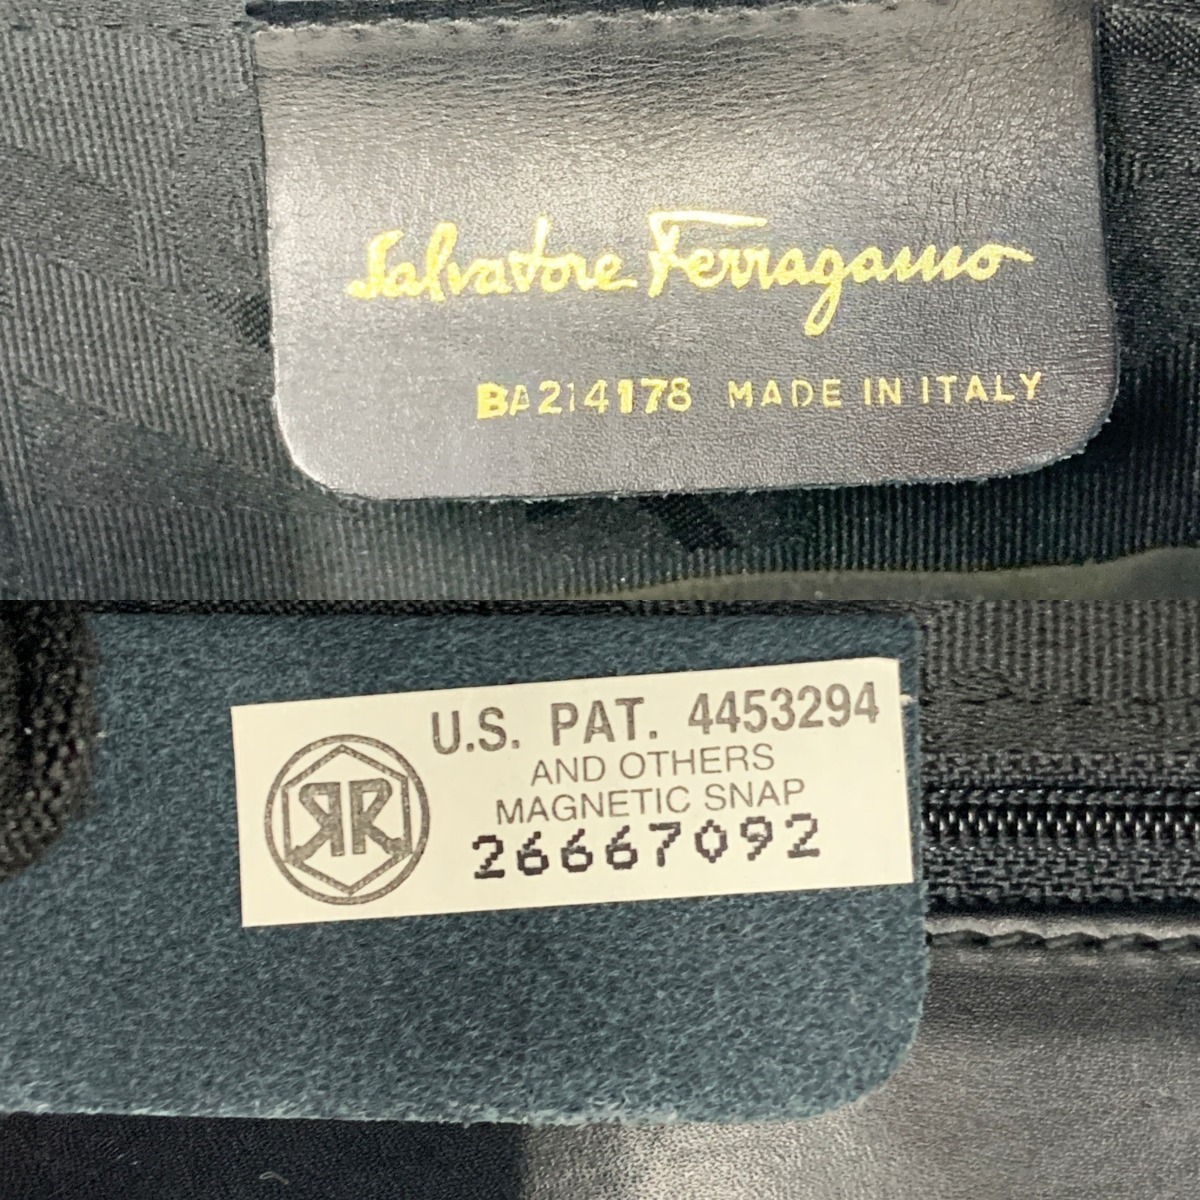 Salvatore Ferragamo
BA214178 MADE IN ITALY
U.S. PAT. 4453294
AND OTHERS
MAGNETIC SNAP
26667092